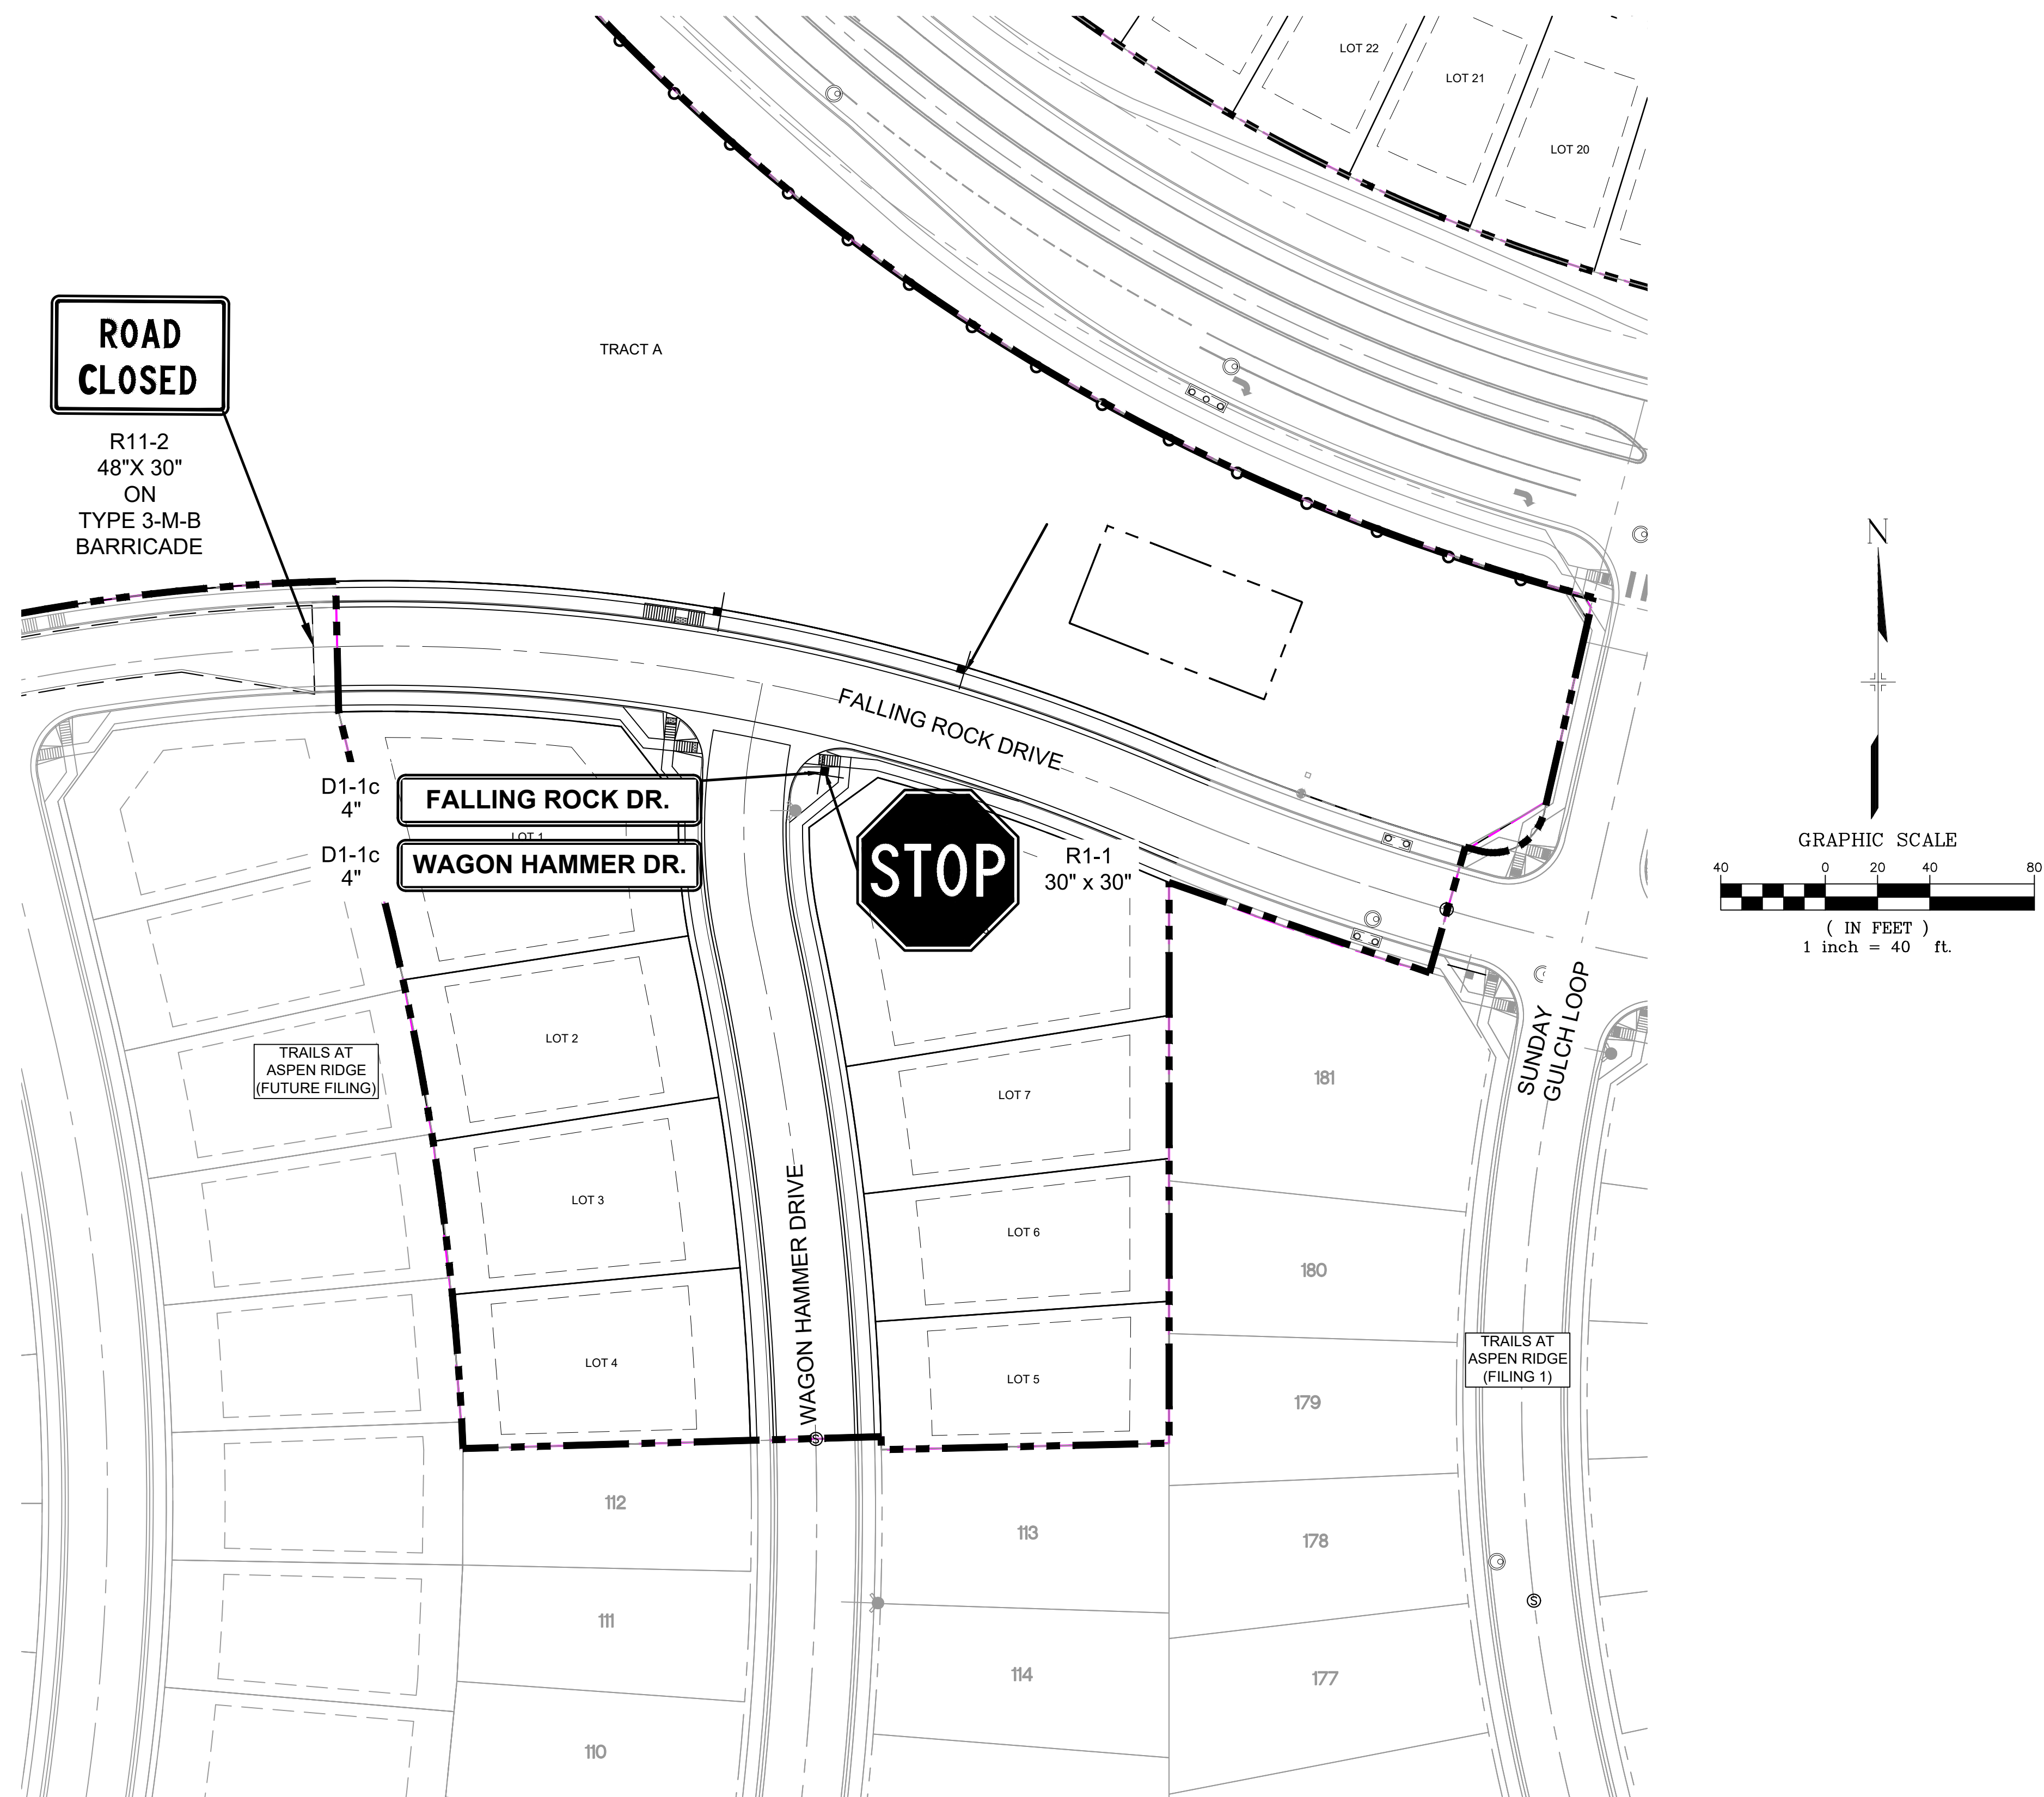 LOT 22
LOT 21
LOT 20
ROAD
CLOSED
R11-2
48"X 30"
ON
TYPE 3-M-B
BARRICADE
TRACT A
N
FALLING ROCK DRIVE
D1-1c
4"
FALLING ROCK DR.
LOT 1
D1-1c
4"
WAGON HAMMER DR.
STOP
R1-1
30" x 30"
GRAPHIC SCALE
40 0 20 40 80
( IN FEET )
1 inch = 40 ft.
SUNDAY
GULCH LOOP
TRAILS AT
ASPEN RIDGE
(FUTURE FILING)
LOT 2
LOT 7
181
LOT 3
WAGON HAMMER DRIVE
LOT 6
180
LOT 4
LOT 5
179
TRAILS AT
ASPEN RIDGE
(FILING 1)
112
113
178
S
S
111
114
177
110